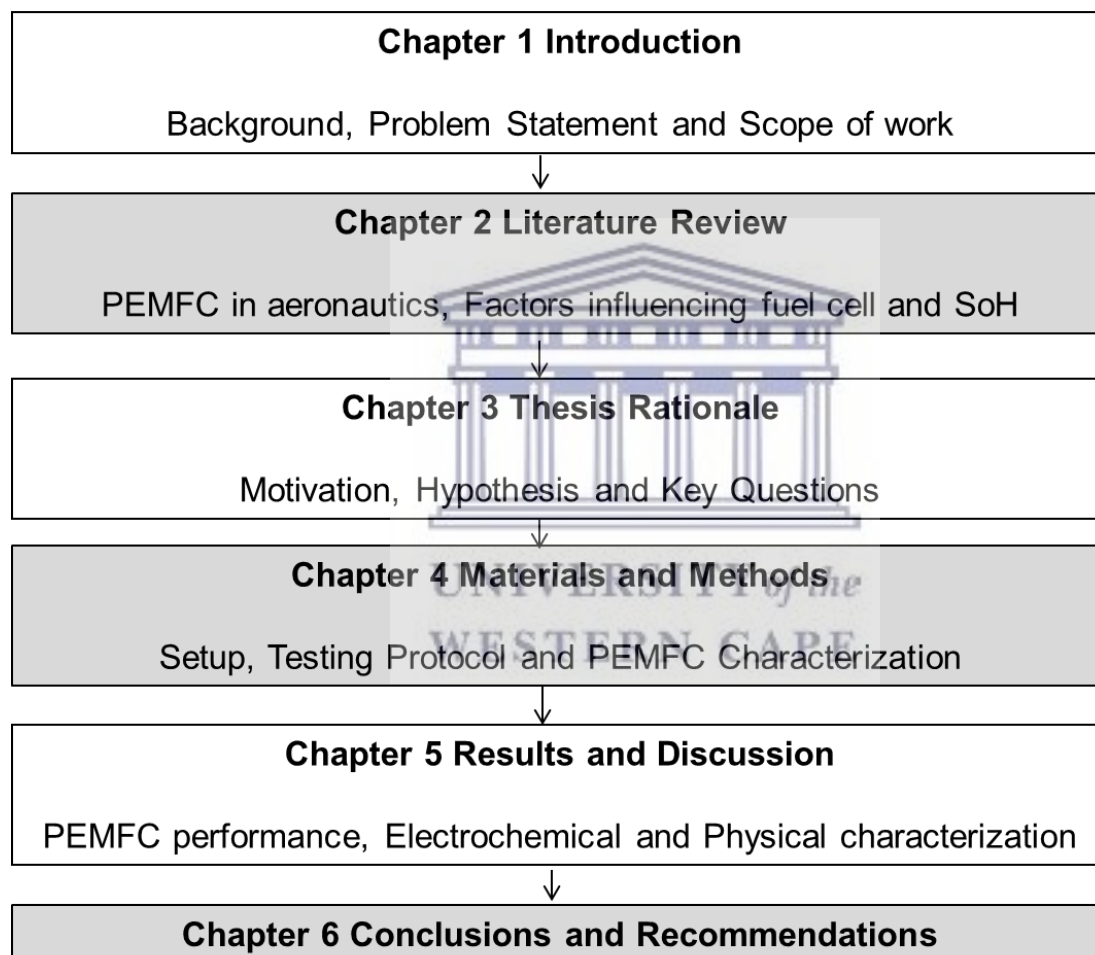 Chapter 1 Introduction
Background, Problem Statement and Scope of work
Chapter 2 Literature Review
PEMFC in aeronautics, Factors influencing fuel cell and SoH
Chapter 3 Thesis Rationale
Motivation, Hypothesis and Key Questions
Chapter 4 Materials and Methods
UNIVERSITY of the
Setup, Testing Protocol and PEMFC Characterization
WESTERN CAPE
Chapter 5 Results and Discussion
PEMFC performance, Electrochemical and Physical characterization
Chapter 6 Conclusions and Recommendations